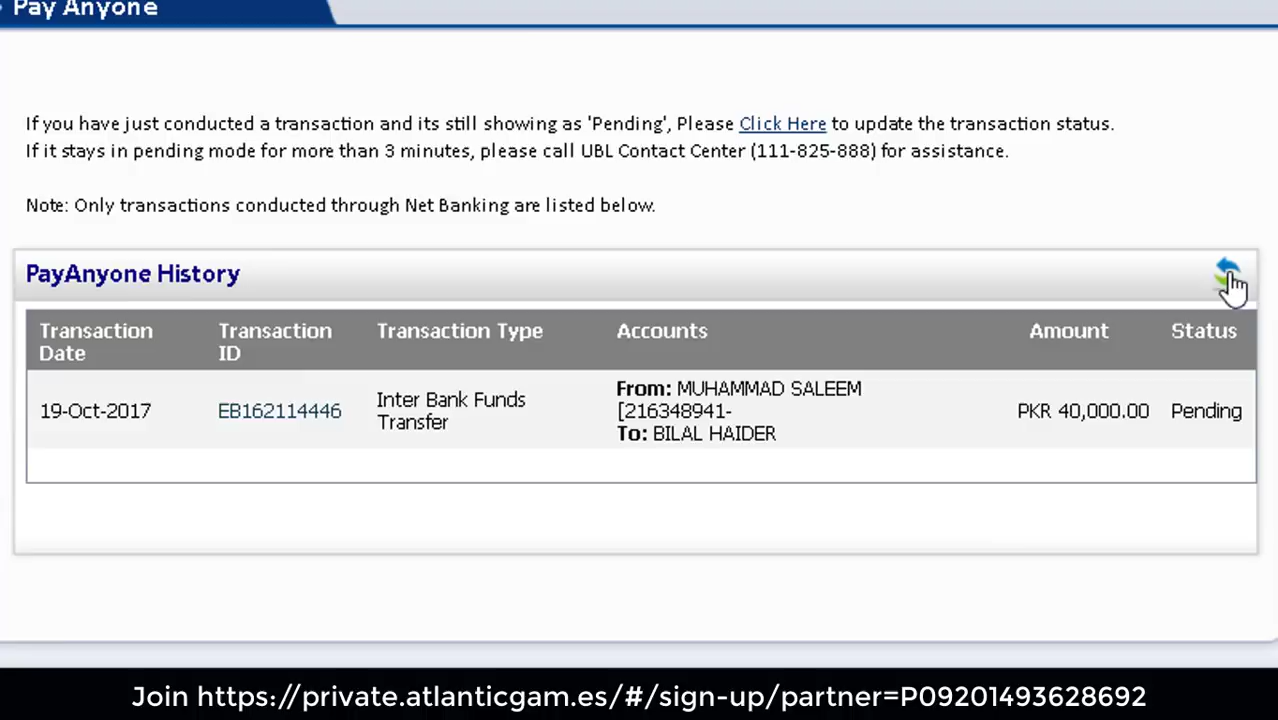 Pay Anyone
If you have just conducted a transaction and its still showing as 'Pending', Please Click Here to update the transaction status.
If it stays in pending mode for more than 3 minutes, please call UBL Contact Center (111-825-888) for assistance.
Note: Only transactions conducted through Net Banking are listed below.
PayAnyone History
Transaction Date Transaction ID Transaction Type Accounts Amount Status
19-Oct-2017 EB162114446 Inter Bank Funds Transfer
From: MUHAMMAD SALEEM
[216348941-
To: BILAL HAIDER
PKR 40,000.00 Pending
Join https://private.atlanticgam.es/#/sign-up/partner=P09201493628692